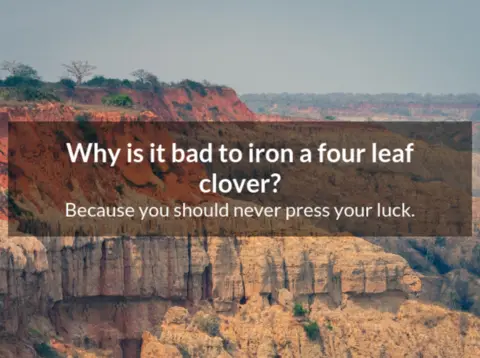 Why is it bad to iron a four leaf
clover?
Because you should never press your luck.